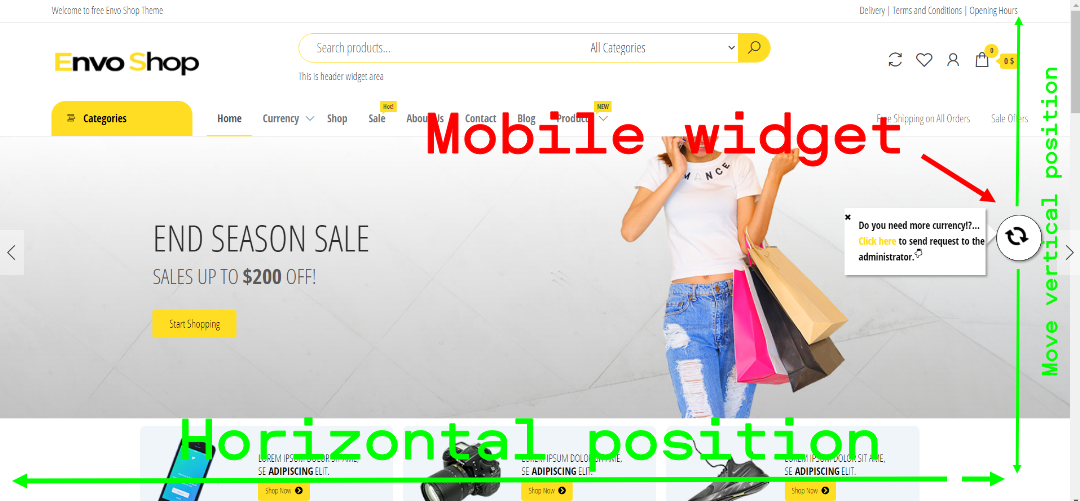 Welcome to free Envo Shop Theme
Delivery | Terms and Conditions | Opening Hours
Envo Shop
Search products...
All Categories
This is header widget area
0
0 $
Categories
Home
Currency
Shop
Hot!
Sale
About Us
Contact
Blog
NEW
Product
Free Shipping on All Orders
Sale Offers
Mobile widget
Move vertical position
END SEASON SALE
SALES UP TO $200 OFF!
Start Shopping
Do you need more currency!?...
Click here to send request to the
administrator.
Horizontal position
LOREM IPSUM DOLOR SIT AME,
SE ADIPISCING ELIT.
Shop Now
LOREM IPSUM DOLOR SIT AME,
SE ADIPISCING ELIT.
Shop Now
LOREM IPSUM DOLOR SIT AME,
SE ADIPISCING ELIT.
Shop Now